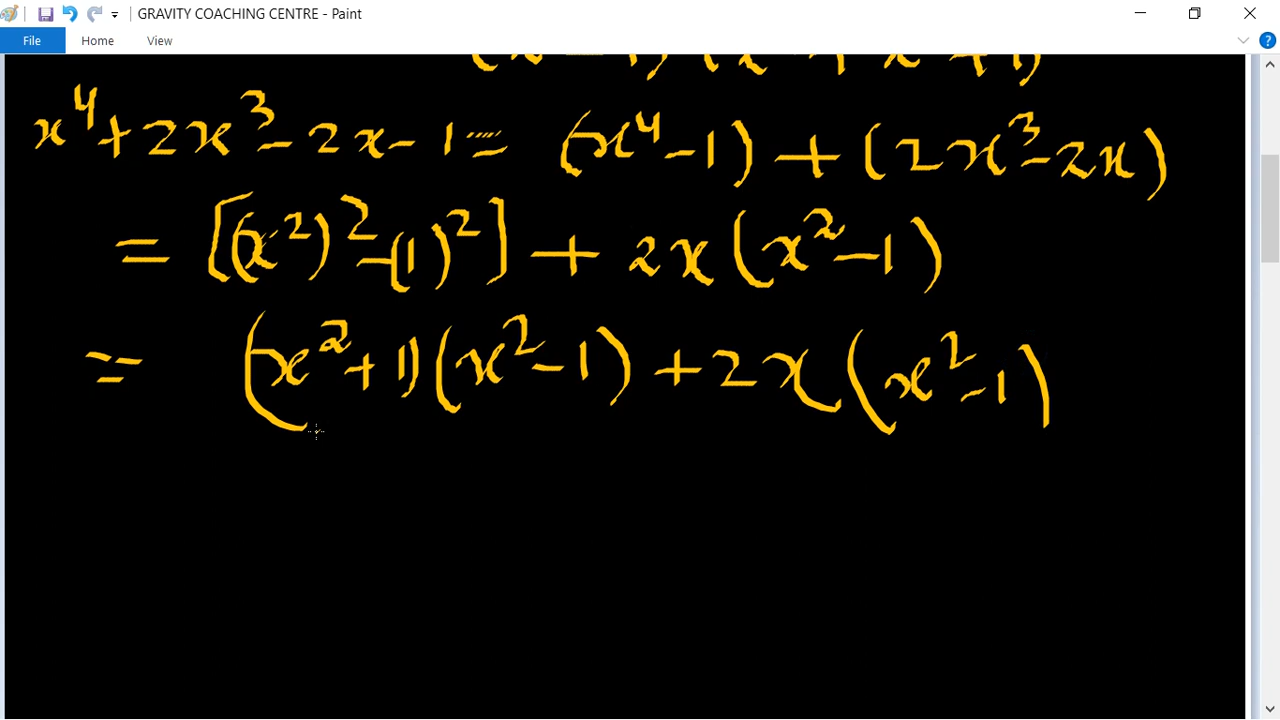 GRAVITY COACHING CENTRE - Paint
File Home View
x⁴+2x³-2x-1 = (x⁴-1)+(2x³-2x)
= [(x²)²-(1)²]+2x(x²-1)
= (x²+1)(x²-1)+2x(x²-1)